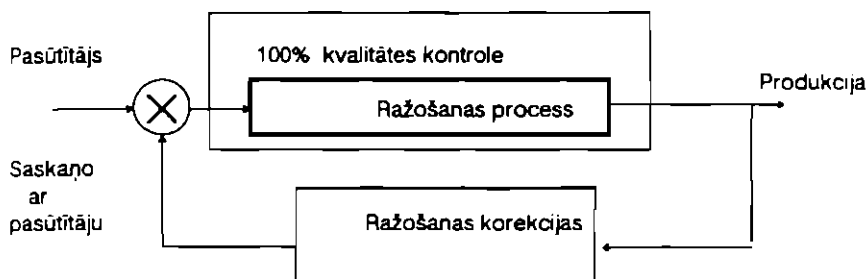 Pasūtītājs
100% kvalitātes kontrole
Produkcija
Ražošanas process
Saskaņo
ar
pasūtītāju
Ražošanas korekcijas